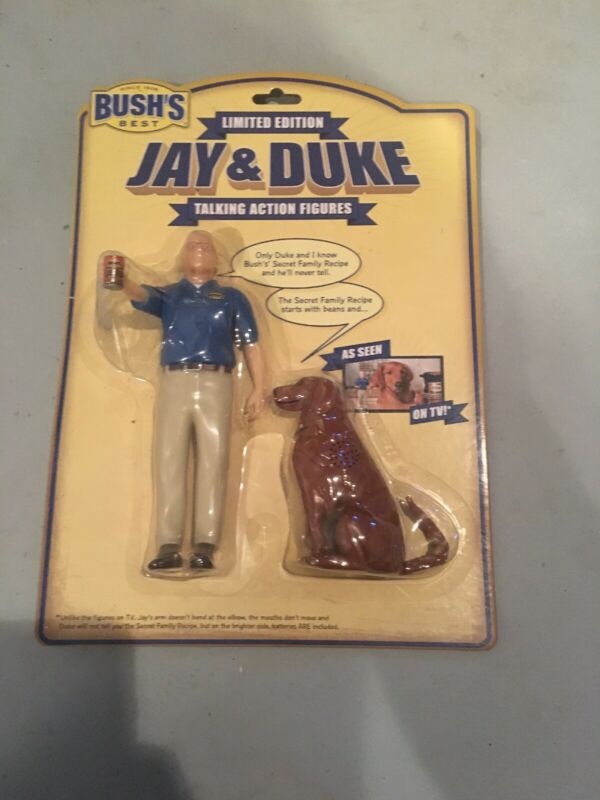 SINCE 1908
BUSH'S
BEST
LIMITED EDITION
JAY & DUKE
TALKING ACTION FIGURES
Only Duke and I know
Bush's' Secret Family Recipe
and he'll never tell.
The Secret Family Recipe
starts with beans and...
AS SEEN
ON TV!*
*Unlike the figures on TV, Jay's arm doesn't bend at the elbow, the mouths don't move and
Duke will not tell you the Secret Family Recipe, but on the brighter side, batteries ARE included.